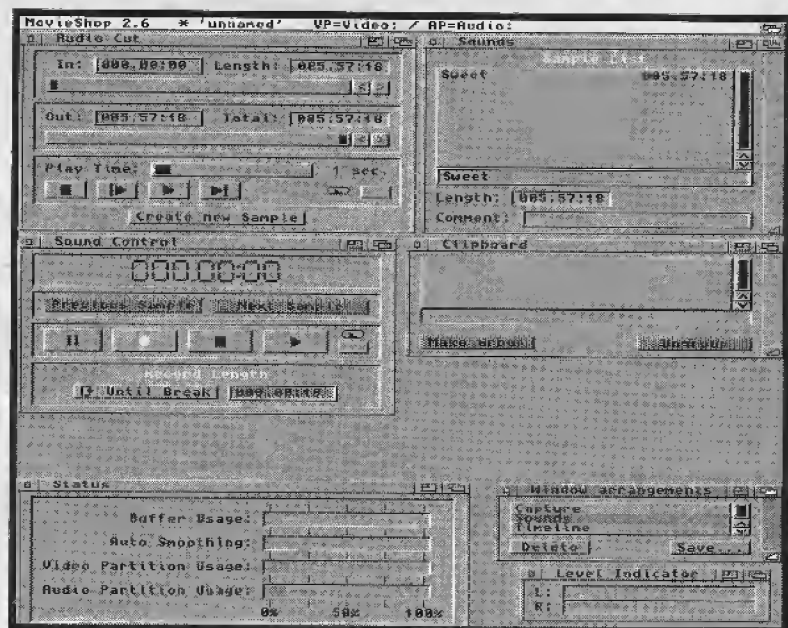 MovieShop 2.6 * 'unnamed' VP=Video: / AP=Audio:
Audio Cut
In: 000.00:00 Length: 005.57:18
Out: 005.57:18 Total: 005.57:18
Play Time: 1 sec.
Create new Sample
Sounds
Sample List
Sweet 005.57:18
Sweet
Length: 005.57:18
Comment:
Sound Control
000.00:00
Previous Sample Next Sample
Record Length
Until Break
Clipboard
Make group Ungroup
Status
Buffer Usage:
Auto Smoothing:
Video Partition Usage:
Audio Partition Usage:
0% 50% 100%
Window arrangements
Capture
Sounds
Timeline
Delete Save...
Level Indicator
L:
R: